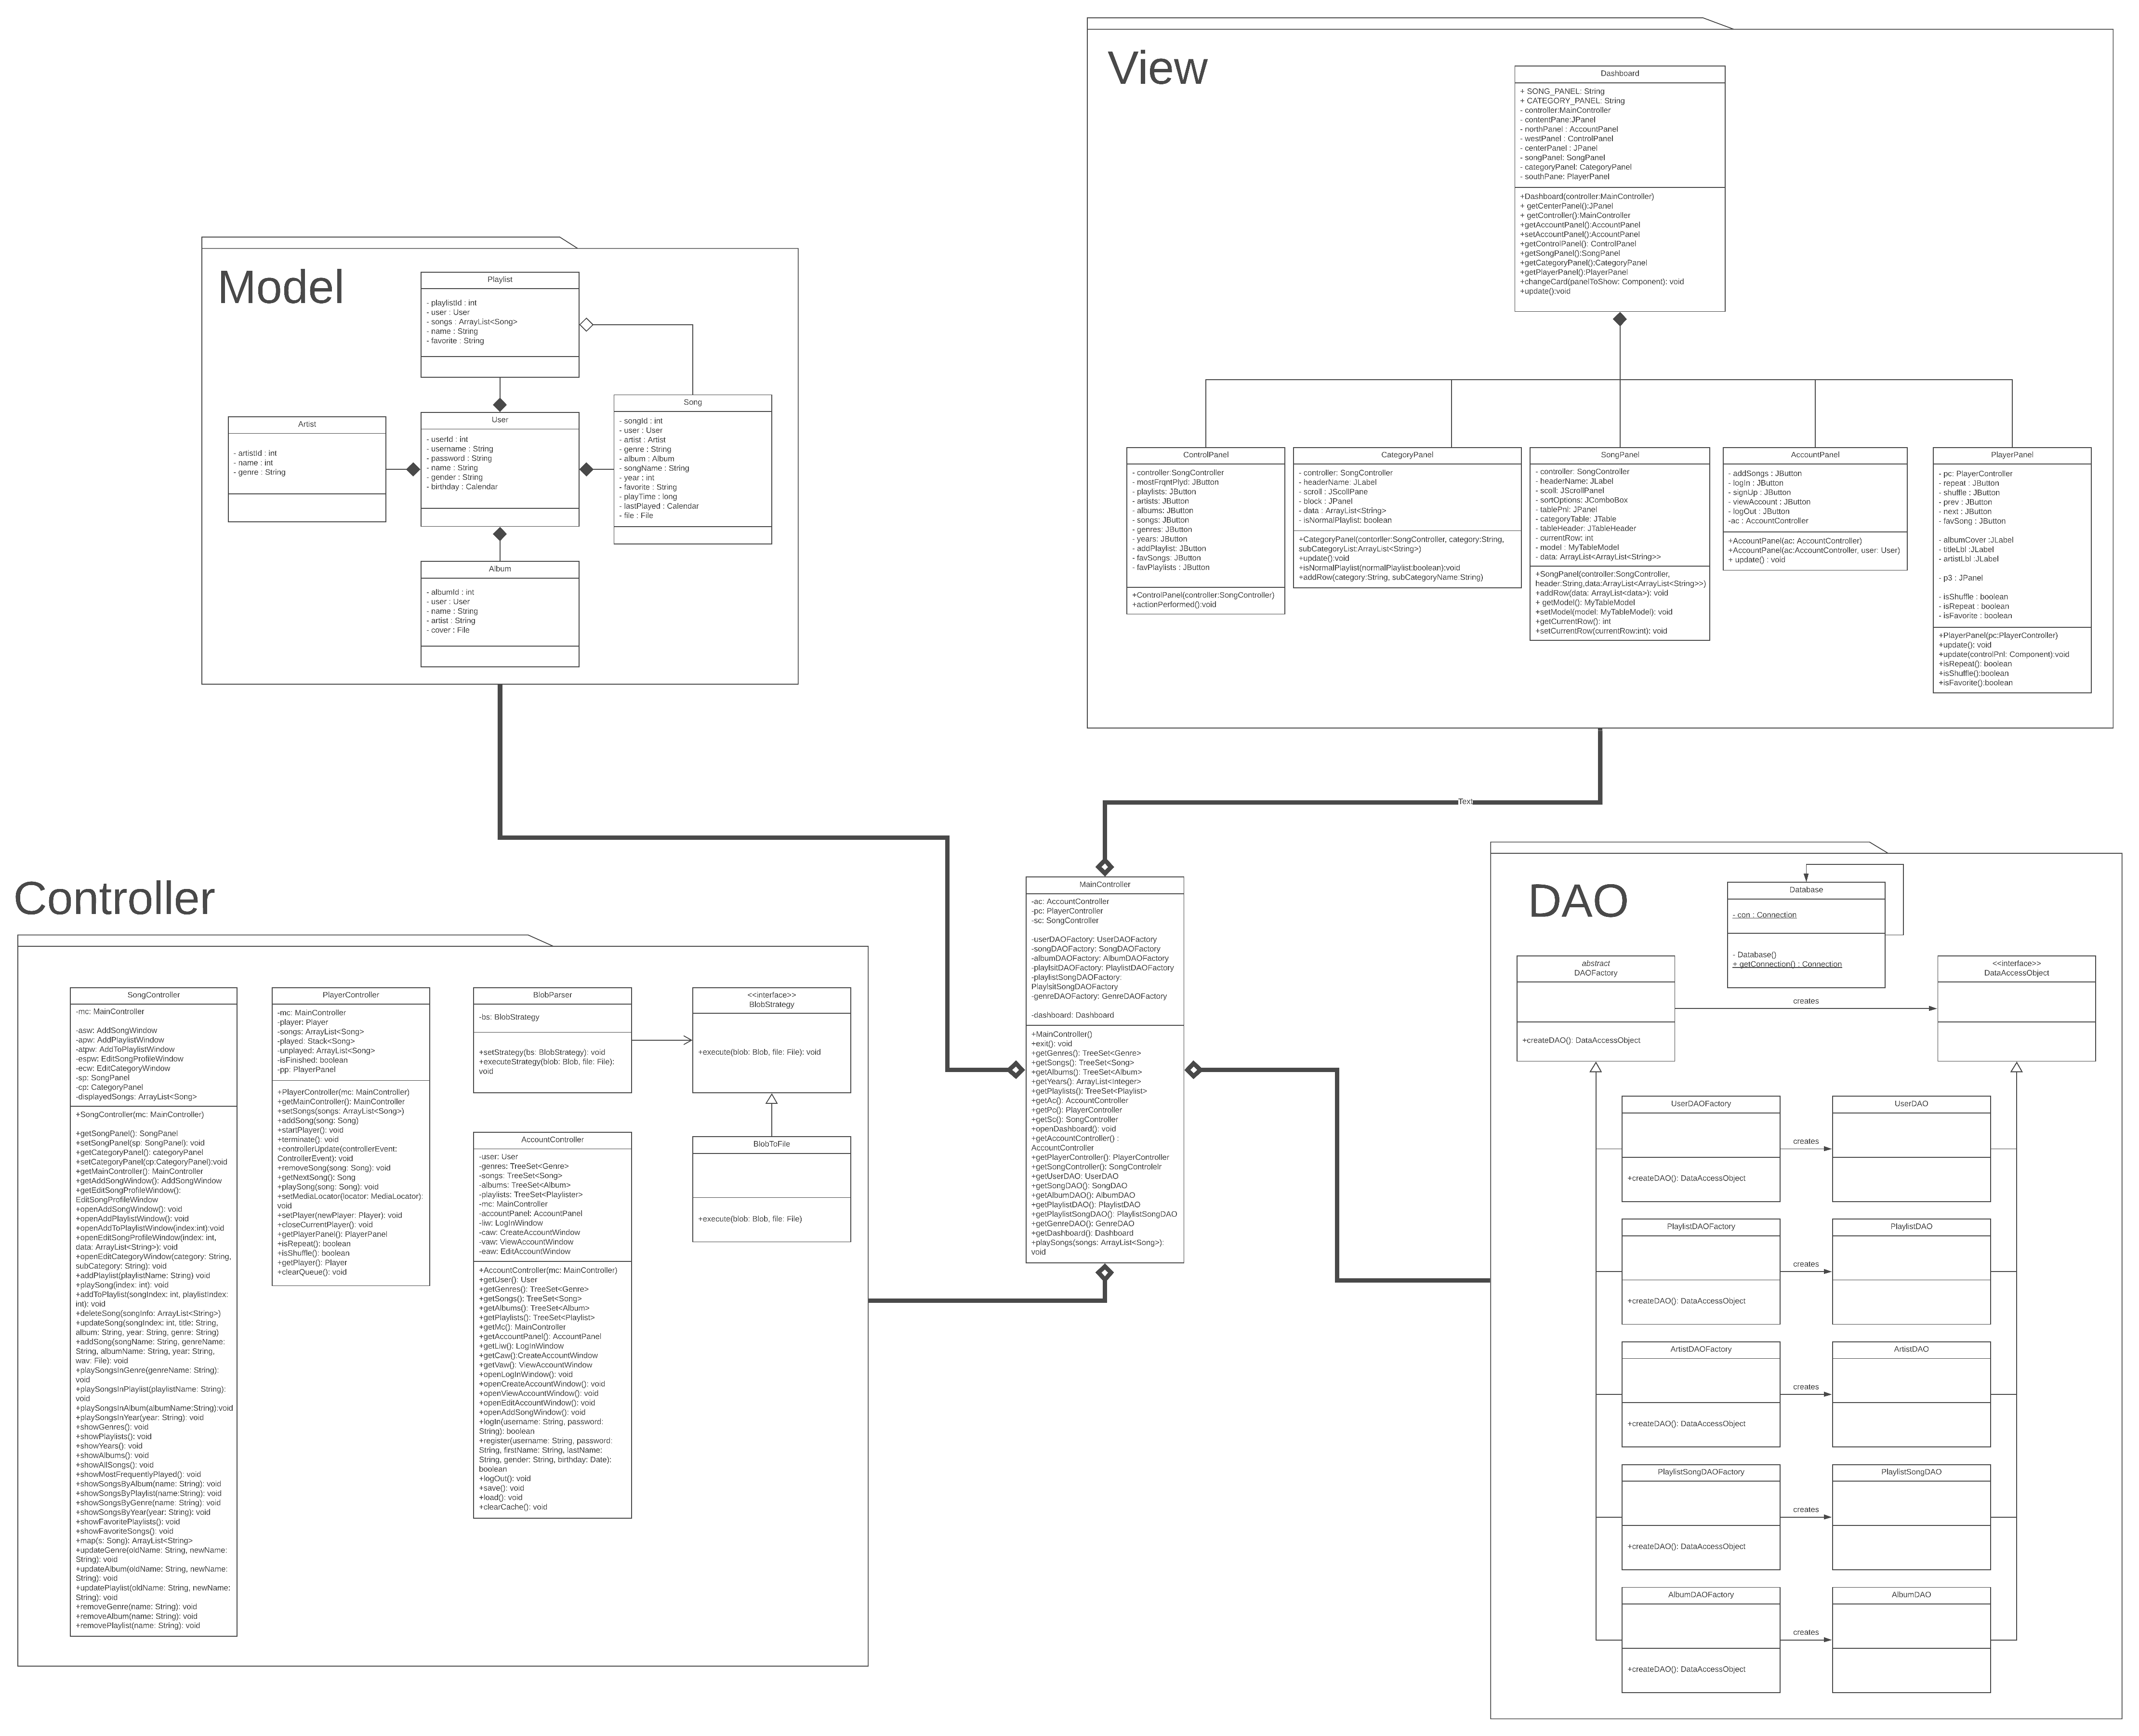 View
Dashboard
+ SONG_PANEL: String
+ CATEGORY_PANEL: String
- controller:MainController
- contentPane:JPanel
- northPanel : AccountPanel
- westPanel : ControlPanel
- centerPanel : JPanel
- songPanel: SongPanel
- categoryPanel: CategoryPanel
- southPane: PlayerPanel
+Dashboard(controller:MainController)
+ getCenterPanel():JPanel
+ getController():MainController
+getAccountPanel():AccountPanel
+setAccountPanel():AccountPanel
+getControlPanel(): ControlPanel
+getSongPanel():SongPanel
+getCategoryPanel():CategoryPanel
+getPlayerPanel():PlayerPanel
+changeCard(panelToShow: Component): void
+update():void
ControlPanel
- controller:SongController
- mostFrqntPlyd: JButton
- playlists: JButton
- artists: JButton
- albums: JButton
- songs: JButton
- genres: JButton
- years: JButton
- addPlaylist: JButton
- favSongs: JButton
- favPlaylists : JButton
+ControlPanel(controller:SongController)
+actionPerformed():void
CategoryPanel
- controller: SongController
- headerName: JLabel
- scroll : JScollPane
- block : JPanel
- data : ArrayList<String>
- isNormalPlaylist: boolean
+CategoryPanel(contorller:SongController, category:String,
subCategoryList:ArrayList<String>)
+update():void
+isNormalPlaylist(normalPlaylist:boolean):void
+addRow(category:String, subCategoryName:String)
SongPanel
- controller: SongController
- headerName: JLabel
- scoll: JScrollPanel
- sortOptions: JComboBox
- tablePnl: JPanel
- categoryTable: JTable
- tableHeader: JTableHeader
- currentRow: int
- model : MyTableModel
- data: ArrayList<ArrayList<String>>
+SongPanel(controller:SongController,
header:String,data:ArrayList<ArrayList<String>>)
+addRow(data: ArrayList<data>): void
+ getModel(): MyTableModel
+setModel(model: MyTableModel): void
+getCurrentRow(): int
+setCurrentRow(currentRow:int): void
AccountPanel
- addSongs : JButton
- logIn : JButton
- signUp : JButton
- viewAccount : JButton
- logOut : JButton
-ac : AccountController
+AccountPanel(ac: AccountController)
+AccountPanel(ac:AccountController, user: User)
+ update() : void
PlayerPanel
- pc: PlayerController
- repeat : JButton
- shuffle : JButton
- prev : JButton
- next : JButton
- favSong : JButton
- albumCover :JLabel
- titleLbl :JLabel
- artistLbl :JLabel
- p3 : JPanel
- isShuffle : boolean
- isRepeat : boolean
- isFavorite : boolean
+PlayerPanel(pc:PlayerController)
+update(): void
+update(controlPnl: Component):void
+isRepeat(): boolean
+isShuffle():boolean
+isFavorite():boolean
Model
Playlist
- playlistId : int
- user : User
- songs : ArrayList<Song>
- name : String
- favorite : String
Artist
- artistId : int
- name : int
- genre : String
User
- userId : int
- username : String
- password : String
- name : String
- gender : String
- birthday : Calendar
Song
- songId : int
- user : User
- artist : Artist
- genre : String
- album : Album
- songName : String
- year : int
- favorite : String
- playTime : long
- lastPlayed : Calendar
- file : File
Album
- albumId : int
- user : User
- name : String
- artist : String
- cover : File
Text
Controller
SongController
-mc: MainController
-asw: AddSongWindow
-apw: AddPlaylistWindow
-atpw: AddToPlaylistWindow
-espw: EditSongProfileWindow
-ecw: EditCategoryWindow
-sp: SongPanel
-cp: CategoryPanel
-displayedSongs: ArrayList<Song>
+SongController(mc: MainController)
+getSongPanel(): SongPanel
+setSongPanel(sp: SongPanel): void
+getCategoryPanel(): categoryPanel
+setCategoryPanel(cp:CategoryPanel):void
+getMainController(): MainController
+getAddSongWindow(): AddSongWindow
+getEditSongProfileWindow():
EditSongProfileWindow
+openAddSongWindow(): void
+openAddPlaylistWindow(): void
+openAddToPlaylistWindow(index:int):void
+openEditSongProfileWindow(index: int,
data: ArrayList<String>): void
+openEditCategoryWindow(category: String,
subCategory: String): void
+addPlaylist(playlistName: String) void
+playSong(index: int): void
+addToPlaylist(songIndex: int, playlistIndex:
int): void
+deleteSong(songInfo: ArrayList<String>)
+updateSong(songIndex: int, title: String,
album: String, year: String, genre: String)
+addSong(songName: String, genreName:
String, albumName: String, year: String,
wav: File): void
+playSongsInGenre(genreName: String):
void
+playSongsInPlaylist(playlistName: String):
void
+playSongsInAlbum(albumName:String):void
+playSongsInYear(year: String): void
+showGenres(): void
+showPlaylists(): void
+showYears(): void
+showAlbums(): void
+showAllSongs(): void
+showMostFrequentlyPlayed(): void
+showSongsByAlbum(name: String): void
+showSongsByPlaylist(name:String): void
+showSongsByGenre(name: String): void
+showSongsByYear(year: String): void
+showFavoritePlaylists(): void
+showFavoriteSongs(): void
+map(s: Song): ArrayList<String>
+updateGenre(oldName: String, newName:
String): void
+updateAlbum(oldName: String, newName:
String): void
+updatePlaylist(oldName: String, newName:
String): void
+removeGenre(name: String): void
+removeAlbum(name: String): void
+removePlaylist(name: String): void
PlayerController
-mc: MainController
-player: Player
-songs: ArrayList<Song>
-played: Stack<Song>
-unplayed: ArrayList<Song>
-isFinished: boolean
-pp: PlayerPanel
+PlayerController(mc: MainController)
+getMainController(): MainController
+setSongs(songs: ArrayList<Song>)
+addSong(song: Song)
+startPlayer(): void
+terminate(): void
+controllerUpdate(controllerEvent:
ControllerEvent): void
+removeSong(song: Song): void
+getNextSong(): Song
+playSong(song: Song): void
+setMediaLocator(locator: MediaLocator):
void
+setPlayer(newPlayer: Player): void
+closeCurrentPlayer(): void
+getPlayerPanel(): PlayerPanel
+isRepeat(): boolean
+isShuffle(): boolean
+getPlayer(): Player
+clearQueue(): void
BlobParser
-bs: BlobStrategy
+setStrategy(bs: BlobStrategy): void
+executeStrategy(blob: Blob, file: File):
void
<<interface>>
BlobStrategy
+execute(blob: Blob, file: File): void
AccountController
-user: User
-genres: TreeSet<Genre>
-songs: TreeSet<Song>
-albums: TreeSet<Album>
-playlists: TreeSet<Playlister>
-mc: MainController
-accountPanel: AccountPanel
-liw: LogInWindow
-caw: CreateAccountWindow
-vaw: ViewAccountWindow
-eaw: EditAccountWindow
+AccountController(mc: MainController)
+getUser(): User
+getGenres(): TreeSet<Genre>
+getSongs(): TreeSet<Song>
+getAlbums(): TreeSet<Album>
+getPlaylists(): TreeSet<Playlist>
+getMc(): MainController
+getAccountPanel(): AccountPanel
+getLiw(): LogInWindow
+getCaw():CreateAccountWindow
+getVaw(): ViewAccountWindow
+openLogInWindow(): void
+openCreateAccountWindow(): void
+openViewAccountWindow(): void
+openEditAccountWindow(): void
+openAddSongWindow(): void
+logIn(username: String, password:
String): boolean
+register(username: String, password:
String, firstName: String, lastName:
String, gender: String, birthday: Date):
boolean
+logOut(): void
+save(): void
+load(): void
+clearCache(): void
BlobToFile
+execute(blob: Blob, file: File)
MainController
-ac: AccountController
-pc: PlayerController
-sc: SongController
-userDAOFactory: UserDAOFactory
-songDAOFactory: SongDAOFactory
-albumDAOFactory: AlbumDAOFactory
-playlsitDAOFactory: PlaylistDAOFactory
-playlistSongDAOFactory:
PlaylsitSongDAOFactory
-genreDAOFactory: GenreDAOFactory
-dashboard: Dashboard
+MainController()
+exit(): void
+getGenres(): TreeSet<Genre>
+getSongs(): TreeSet<Song>
+getAlbums(): TreeSet<Album>
+getYears(): ArrayList<Integer>
+getPlaylists(): TreeSet<Playlist>
+getAc(): AccountController
+getPc(): PlayerController
+getSc(): SongController
+openDashboard(): void
+getAccountController() :
AccountController
+getPlayerController(): PlayerController
+getSongController(): SongControlelr
+getUserDAO: UserDAO
+getSongDAO(): SongDAO
+getAlbumDAO(): AlbumDAO
+getPlaylistDAO(): PlaylistDAO
+getPlaylistSongDAO(): PlaylistSongDAO
+getGenreDAO(): GenreDAO
+getDashboard(): Dashboard
+playSongs(songs: ArrayList<Song>):
void
DAO
Database
- con : Connection
- Database()
+ getConnection() : Connection
abstract
DAOFactory
+createDAO(): DataAccessObject
creates
<<interface>>
DataAccessObject
UserDAOFactory
+createDAO(): DataAccessObject
creates
UserDAO
PlaylistDAOFactory
+createDAO(): DataAccessObject
creates
PlaylistDAO
ArtistDAOFactory
+createDAO(): DataAccessObject
creates
ArtistDAO
PlaylistSongDAOFactory
+createDAO(): DataAccessObject
creates
PlaylistSongDAO
AlbumDAOFactory
+createDAO(): DataAccessObject
creates
AlbumDAO